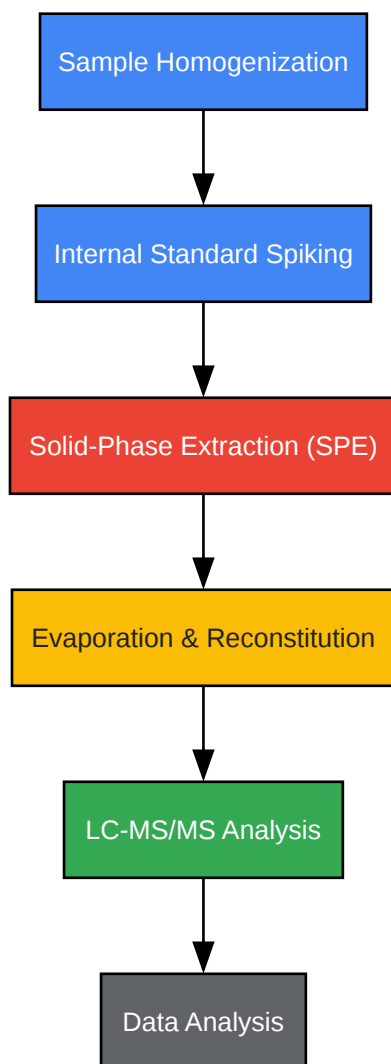 Sample Homogenization
Internal Standard Spiking
Solid-Phase Extraction (SPE)
Evaporation & Reconstitution
LC-MS/MS Analysis
Data Analysis